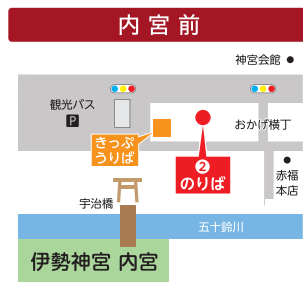 内宮前
神宮会館
観光バス
P
おかげ横丁
きっぷ
うりば
2
のりば
赤福
本店
宇治橋
五十鈴川
伊勢神宮 内宮